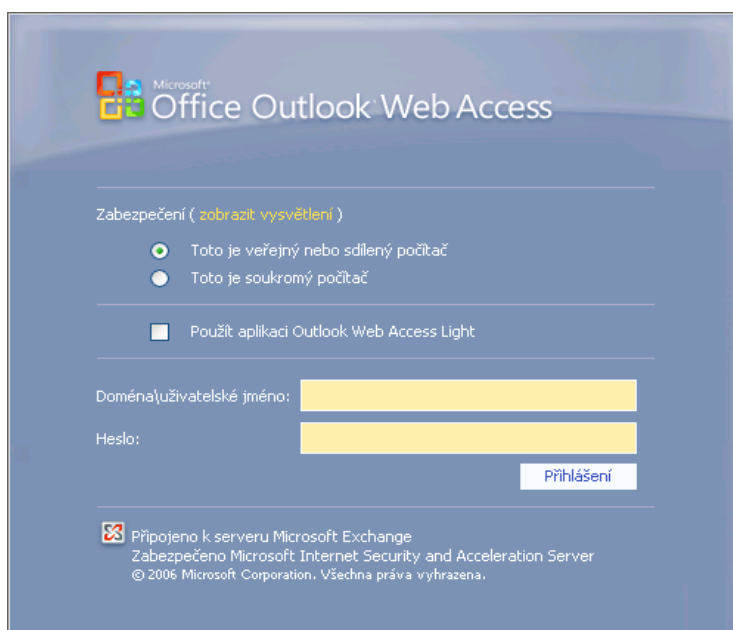 Microsoft®
Office Outlook® Web Access
Zabezpečení ( zobrazit vysvětlení )
Toto je veřejný nebo sdílený počítač
Toto je soukromý počítač
Použít aplikaci Outlook Web Access Light
Doména\uživatelské jméno:
Heslo:
Přihlášení
Připojeno k serveru Microsoft Exchange
Zabezpečeno Microsoft Internet Security and Acceleration Server
© 2006 Microsoft Corporation. Všechna práva vyhrazena.